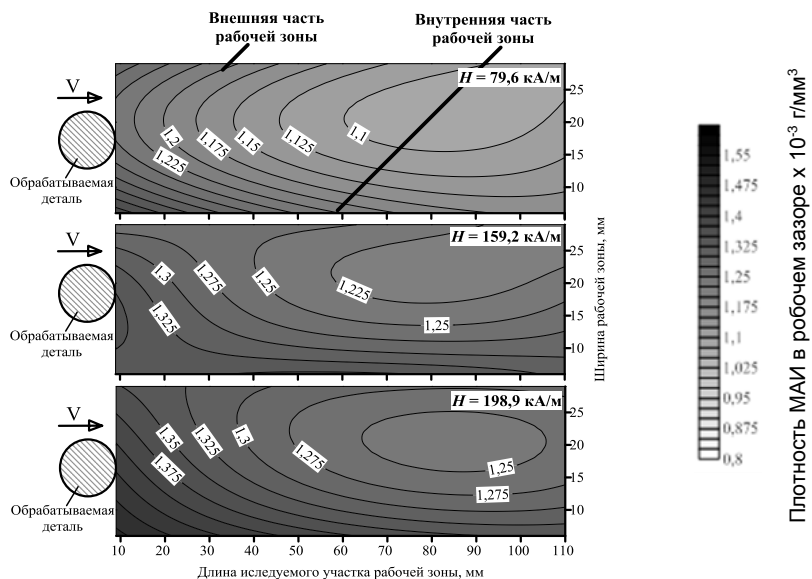 Внешняя часть
рабочей зоны
Внутренняя часть
рабочей зоны
V
H = 79,6 кА/м
1,2
1,175
1,15
1,125
1,1
1,225
Обрабатываемая
деталь
25
20
15
10
V
H = 159,2 кА/м
1,3
1,275
1,25
1,225
1,325
1,25
Обрабатываемая
деталь
25
20
15
10
V
H = 198,9 кА/м
1,35
1,325
1,3
1,275
1,25
1,375
1,275
Обрабатываемая
деталь
25
20
15
10
10 20 30 40 50 60 70 80 90 100 110
Длина иследуемого участка рабочей зоны, мм
Ширина рабочей зоны, мм
1,55
1,475
1,4
1,325
1,25
1,175
1,1
1,025
0,95
0,875
0,8
Плотность МАИ в робочем зазоре х 10⁻³ г/мм³